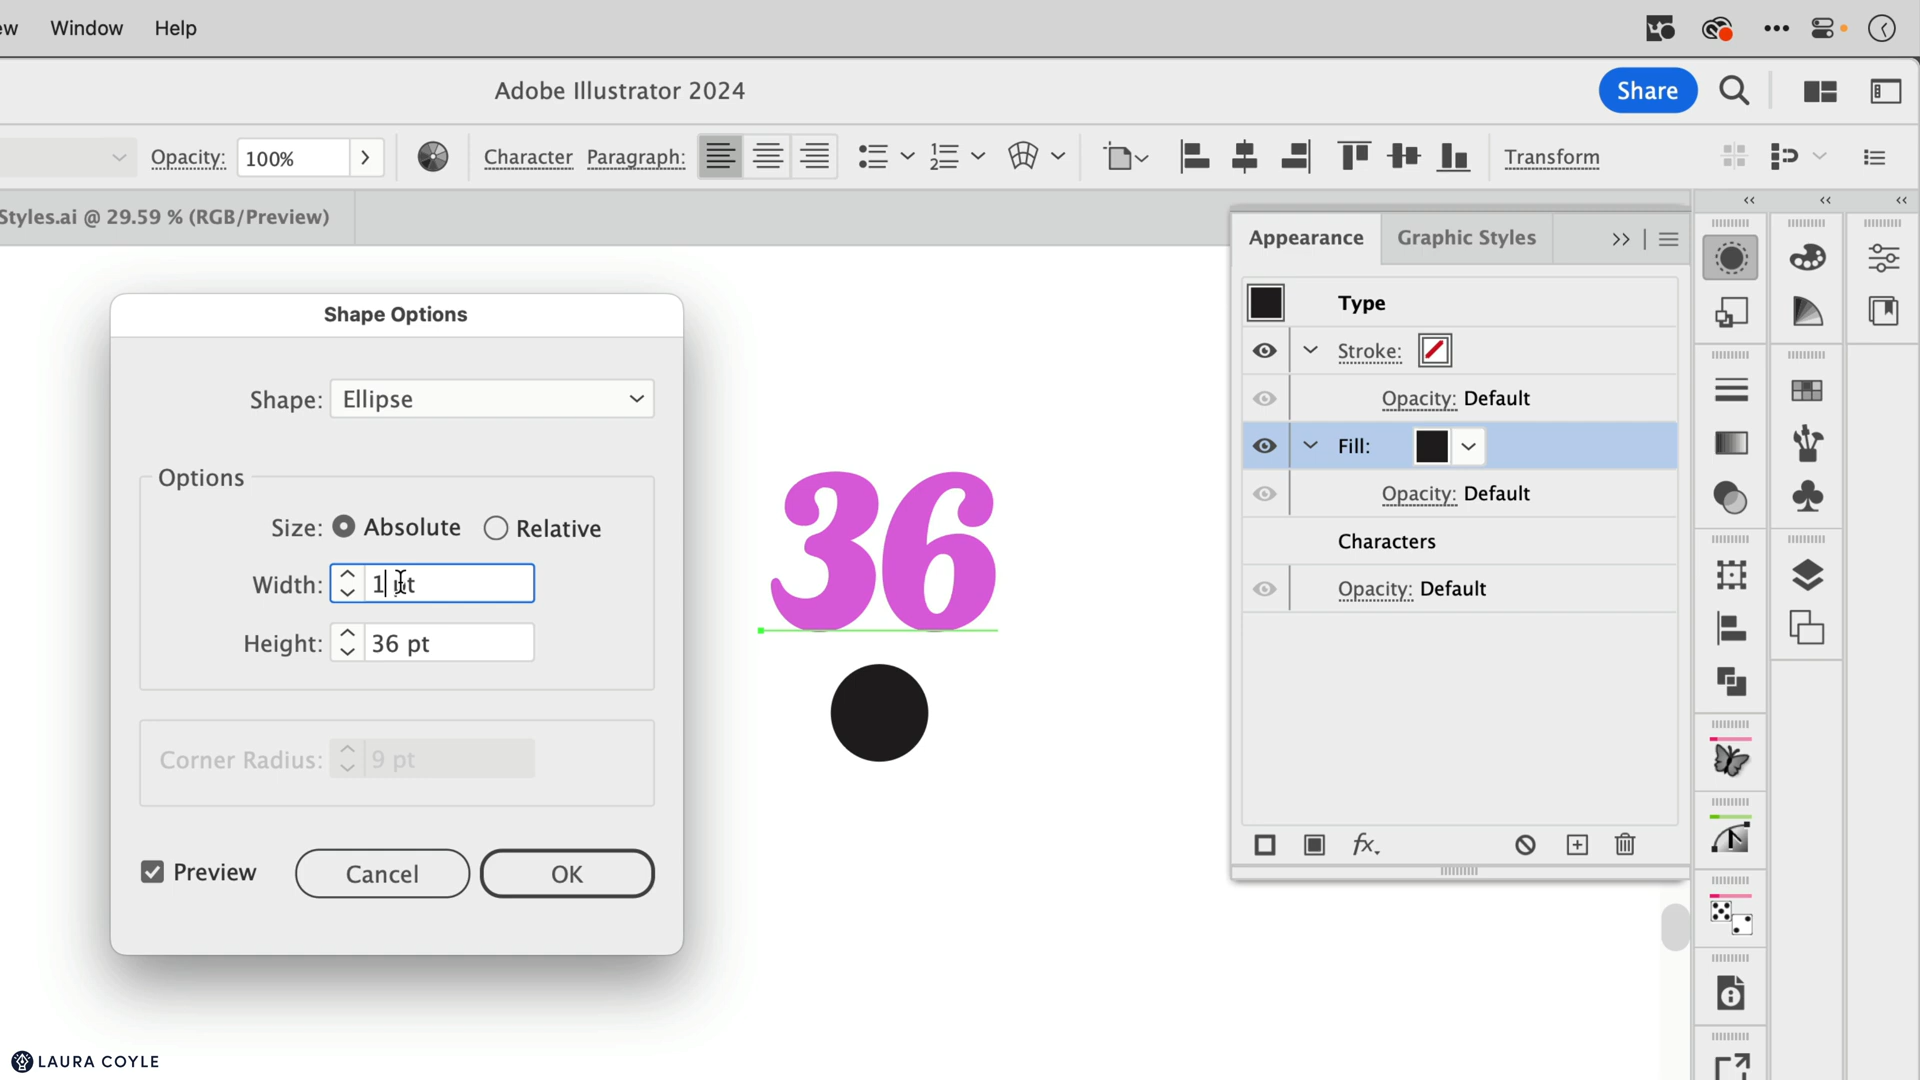 ew Window Help
Adobe Illustrator 2024
Share
Opacity: 100% Character Paragraph: Transform
Styles.ai @ 29.59 % (RGB/Preview)
Shape Options
Shape: Ellipse
Options
Size: Absolute Relative
Width: 1 pt
Height: 36 pt
Corner Radius: 9 pt
Preview Cancel OK
36
Appearance Graphic Styles
Type
Stroke:
Opacity: Default
Fill:
Opacity: Default
Characters
Opacity: Default
fx
LAURA COYLE